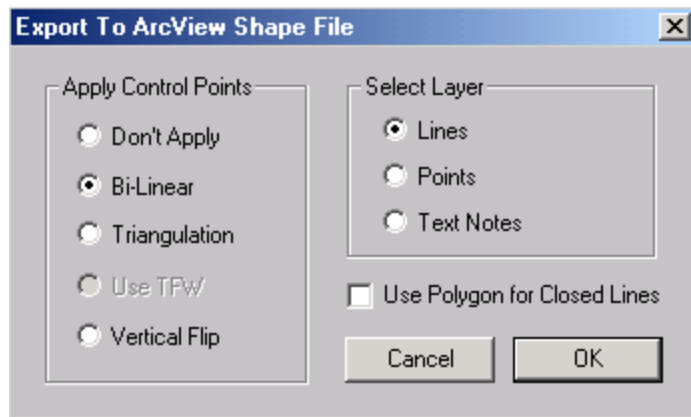 Export To ArcView Shape File
Apply Control Points
Don't Apply
Bi-Linear
Triangulation
Use TFW
Vertical Flip
Select Layer
Lines
Points
Text Notes
Use Polygon for Closed Lines
Cancel
OK